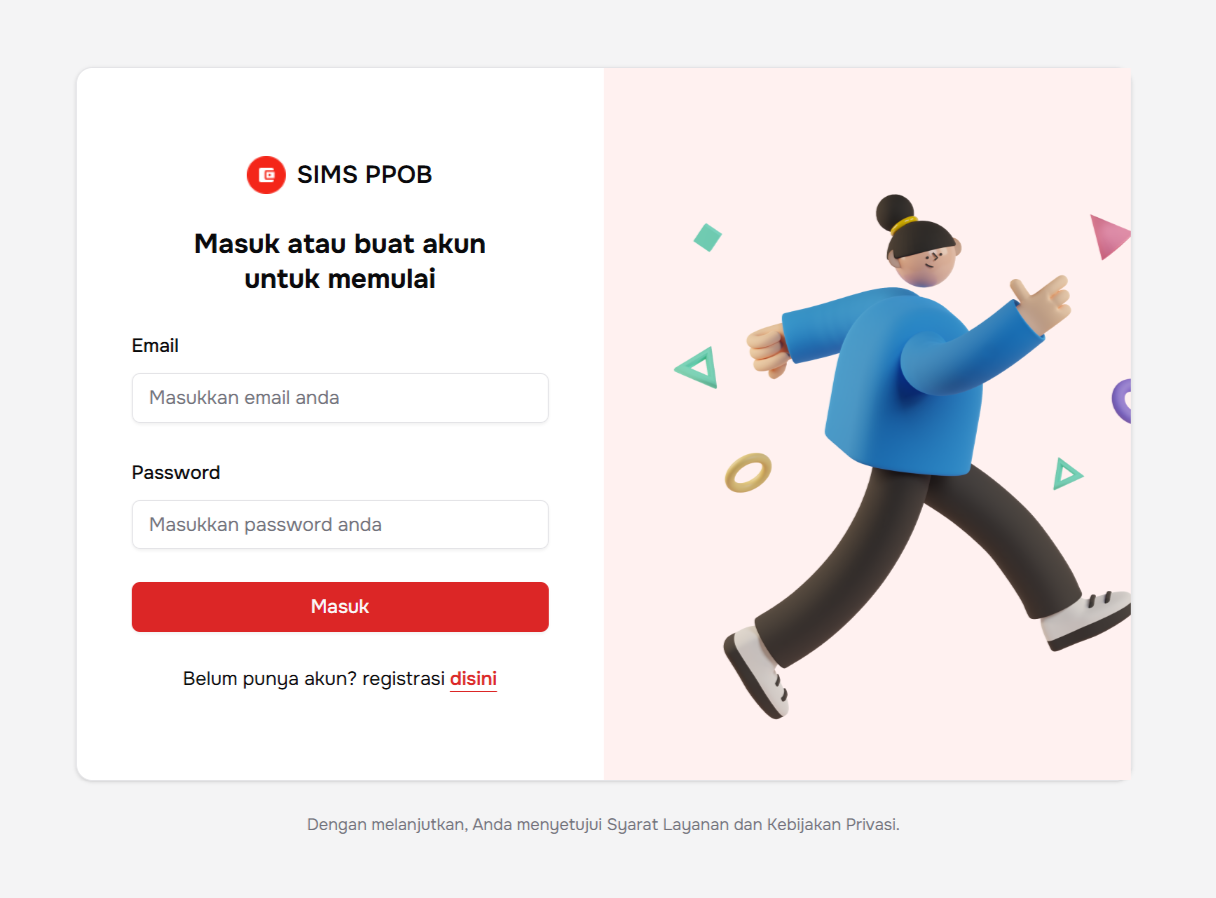 SIMS PPOB
Masuk atau buat akun
untuk memulai
Email
Masukkan email anda
Password
Masukkan password anda
Masuk
Belum punya akun? registrasi disini
Dengan melanjutkan, Anda menyetujui Syarat Layanan dan Kebijakan Privasi.